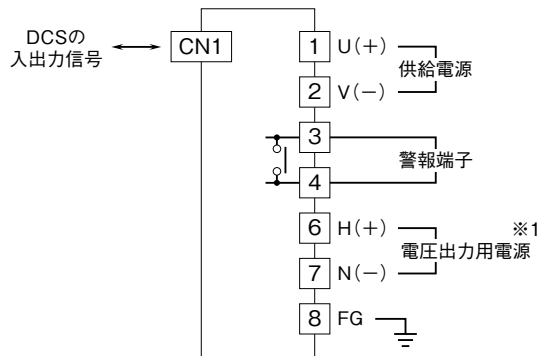 DCSの
入出力信号
CN1
1 U(+)
供給電源
2 V(−)
3
警報端子
4
※1
6 H(+)
電圧出力用電源
7 N(−)
8 FG